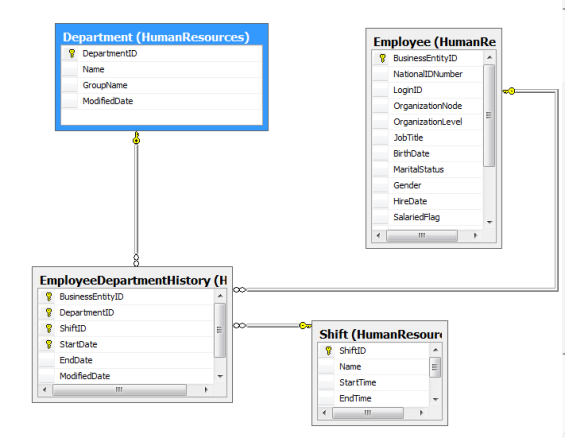 Department (HumanResources)
DepartmentID
Name
GroupName
ModifiedDate
Employee (HumanRe
BusinessEntityID
NationalIDNumber
LoginID
OrganizationNode
OrganizationLevel
JobTitle
BirthDate
MaritalStatus
Gender
HireDate
SalariedFlag
EmployeeDepartmentHistory (H
BusinessEntityID
DepartmentID
ShiftID
StartDate
EndDate
ModifiedDate
Shift (HumanResour
ShiftID
Name
StartTime
EndTime